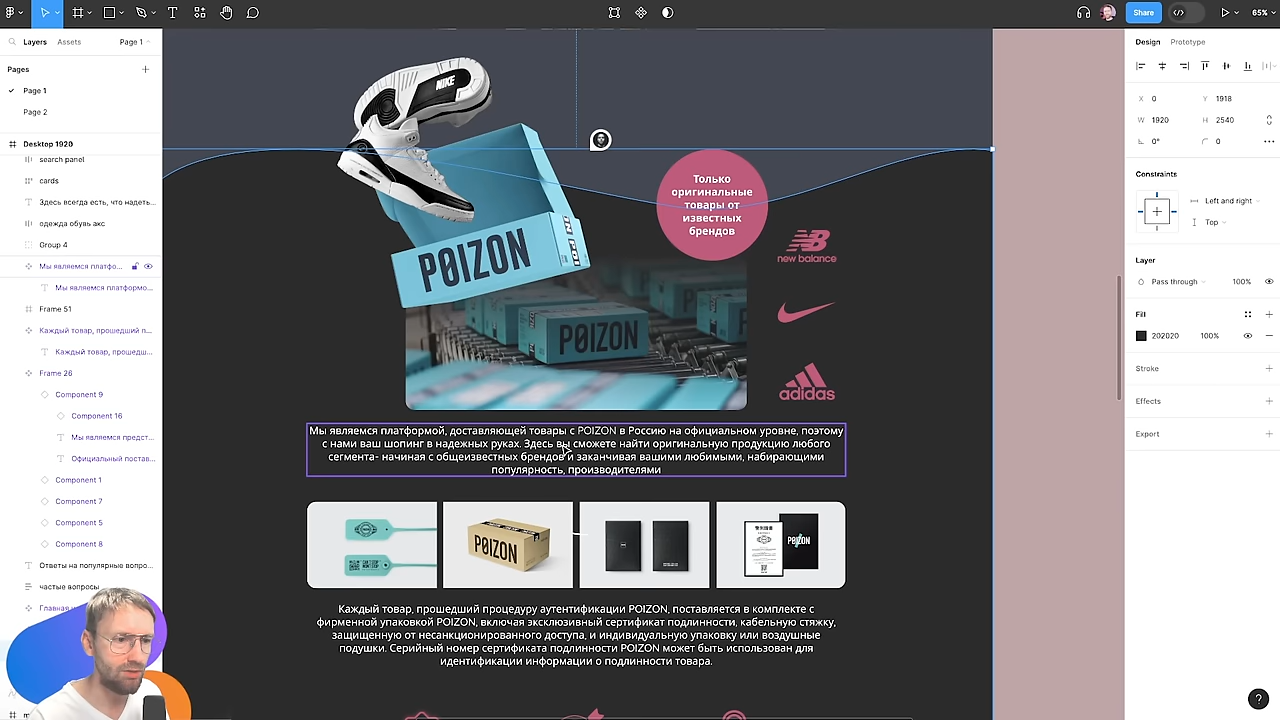 Share
65%
Layers
Assets
Page 1
Design
Prototype
Pages
Page 1
Page 2
Desktop 1920
search panel
cards
Здесь всегда есть, что надеть...
одежда обувь акс
Group 4
Мы являемся платфо...
Мы являемся платформо...
Frame 51
Каждый товар, прошедший п...
Каждый товар, прошедш...
Frame 26
Component 9
Component 16
Мы являемся предст...
Официальный постав...
Component 1
Component 7
Component 5
Component 8
Ответы на популярные вопро...
частые вопросы
X 0
Y 1918
W 1920
H 2540
0°
0
Constraints
Left and right
Top
Layer
Pass through
100%
Fill
202020
100%
Stroke
Effects
Export
NIKE
POIZON
POIZON
Только
оригинальные
товары от
известных
брендов
new balance
adidas
Мы являемся платформой, доставляющей товары с POIZON в Россию на официальном уровне, поэтому
с нами ваш шопинг в надежных руках. Здесь вы сможете найти оригинальную продукцию любого
сегмента- начиная с общеизвестных брендов и заканчивая вашими любимыми, набирающими
популярность, производителями
POIZON
POIZON
Каждый товар, прошедший процедуру аутентификации POIZON, поставляется в комплекте с
фирменной упаковкой POIZON, включая эксклюзивный сертификат подлинности, кабельную стяжку,
защищенную от несанкционированного доступа, и индивидуальную упаковку или воздушные
подушки. Серийный номер сертификата подлинности POIZON может быть использован для
идентификации информации о подлинности товара.
?